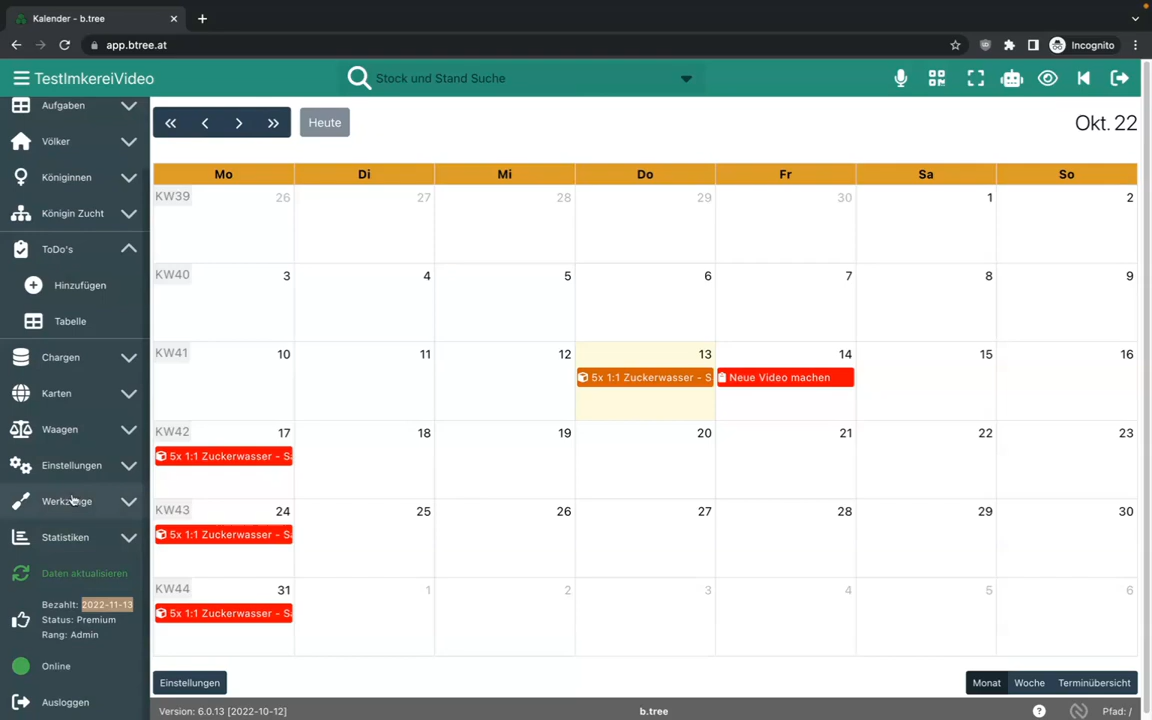 Kalender - b.tree
app.btree.at
Incognito
TestImkereiVideo
Stock und Stand Suche
Aufgaben
Völker
Königinnen
Königin Zucht
ToDo's
Hinzufügen
Tabelle
Chargen
Karten
Waagen
Einstellungen
Werkzeuge
Statistiken
Daten aktualisieren
Bezahlt: 2022-11-13
Status: Premium
Rang: Admin
Online
Ausloggen
Heute
Okt. 22
Mo Di Mi Do Fr Sa So
KW39 26 27 28 29 30 1 2
KW40 3 4 5 6 7 8 9
KW41 10 11 12 13 14 15 16
5x 1:1 Zuckerwasser - S
Neue Video machen
KW42 17 18 19 20 21 22 23
5x 1:1 Zuckerwasser - Sa
KW43 24 25 26 27 28 29 30
5x 1:1 Zuckerwasser - Sa
KW44 31 1 2 3 4 5 6
5x 1:1 Zuckerwasser - Sa
Einstellungen
Monat Woche Terminübersicht
Version: 6.0.13 [2022-10-12]
b.tree
Pfad: /